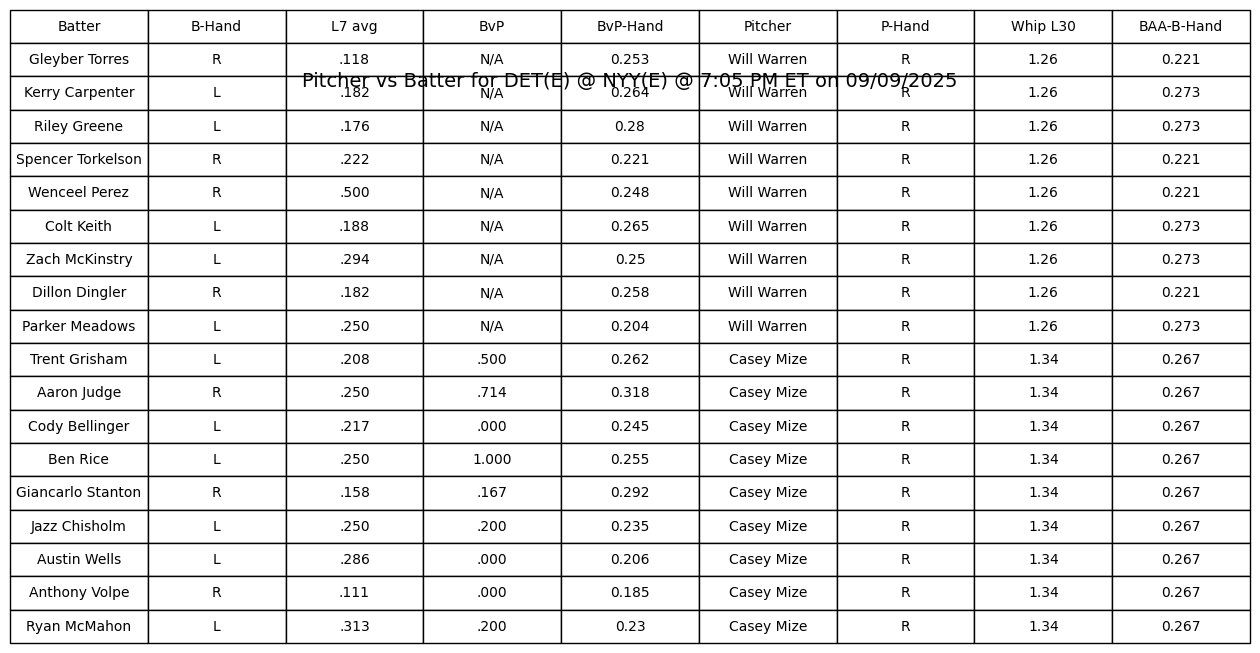 Batter B-Hand L7 avg BvP BvP-Hand Pitcher P-Hand Whip L30 BAA-B-Hand
Gleyber Torres R .118 N/A 0.253 Will Warren R 1.26 0.221
Pitcher vs Batter for DET(E) @ NYY(E) @ 7:05 PM ET on 09/09/2025
Kerry Carpenter L .182 N/A 0.264 Will Warren R 1.26 0.273
Riley Greene L .176 N/A 0.28 Will Warren R 1.26 0.273
Spencer Torkelson R .222 N/A 0.221 Will Warren R 1.26 0.221
Wenceel Perez R .500 N/A 0.248 Will Warren R 1.26 0.221
Colt Keith L .188 N/A 0.265 Will Warren R 1.26 0.273
Zach McKinstry L .294 N/A 0.25 Will Warren R 1.26 0.273
Dillon Dingler R .182 N/A 0.258 Will Warren R 1.26 0.221
Parker Meadows L .250 N/A 0.204 Will Warren R 1.26 0.273
Trent Grisham L .208 .500 0.262 Casey Mize R 1.34 0.267
Aaron Judge R .250 .714 0.318 Casey Mize R 1.34 0.267
Cody Bellinger L .217 .000 0.245 Casey Mize R 1.34 0.267
Ben Rice L .250 1.000 0.255 Casey Mize R 1.34 0.267
Giancarlo Stanton R .158 .167 0.292 Casey Mize R 1.34 0.267
Jazz Chisholm L .250 .200 0.235 Casey Mize R 1.34 0.267
Austin Wells L .286 .000 0.206 Casey Mize R 1.34 0.267
Anthony Volpe R .111 .000 0.185 Casey Mize R 1.34 0.267
Ryan McMahon L .313 .200 0.23 Casey Mize R 1.34 0.267